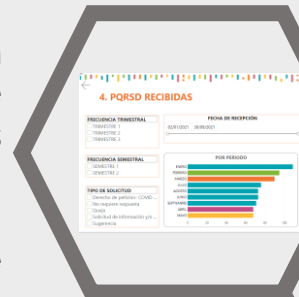 4. PQRSD RECIBIDAS
FRECUENCIA TRIMESTRAL
TRIMESTRE 1
TRIMESTRE 2
TRIMESTRE 3
FECHA DE RECEPCIÓN
02/01/2021 30/09/2021
FRECUENCIA SEMESTRAL
SEMESTRE 1
SEMESTRE 2
TIPO DE SOLICITUD
Derecho de petición- COVID ...
No requiere respuesta
Queja
Solicitud de información y/o ...
Sugerencia
POR PERIODO
ENERO
FEBRERO
MARZO
JULIO
AGOSTO
JUNIO
SEPTIEMBRE
ABRIL
MAYO